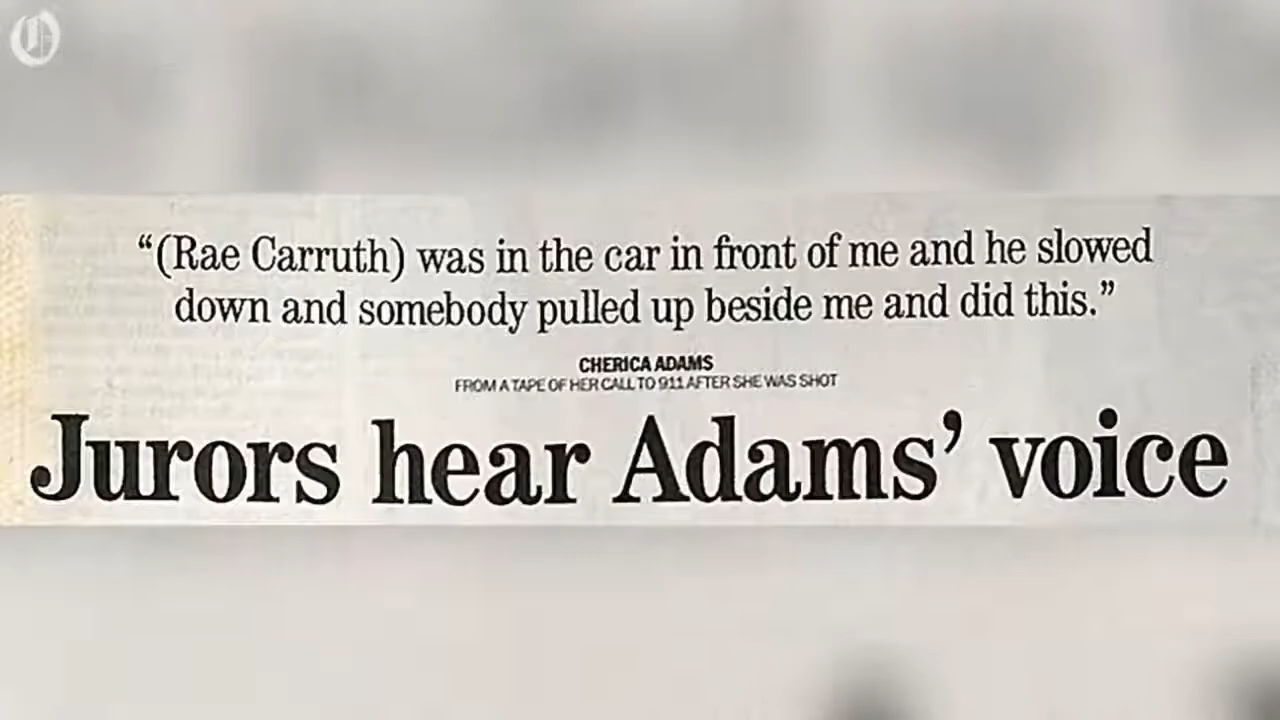 O
“(Rae Carruth) was in the car in front of me and he slowed
down and somebody pulled up beside me and did this.”
CHERICA ADAMS
FROM A TAPE OF HER CALL TO 911 AFTER SHE WAS SHOT
Jurors hear Adams’ voice